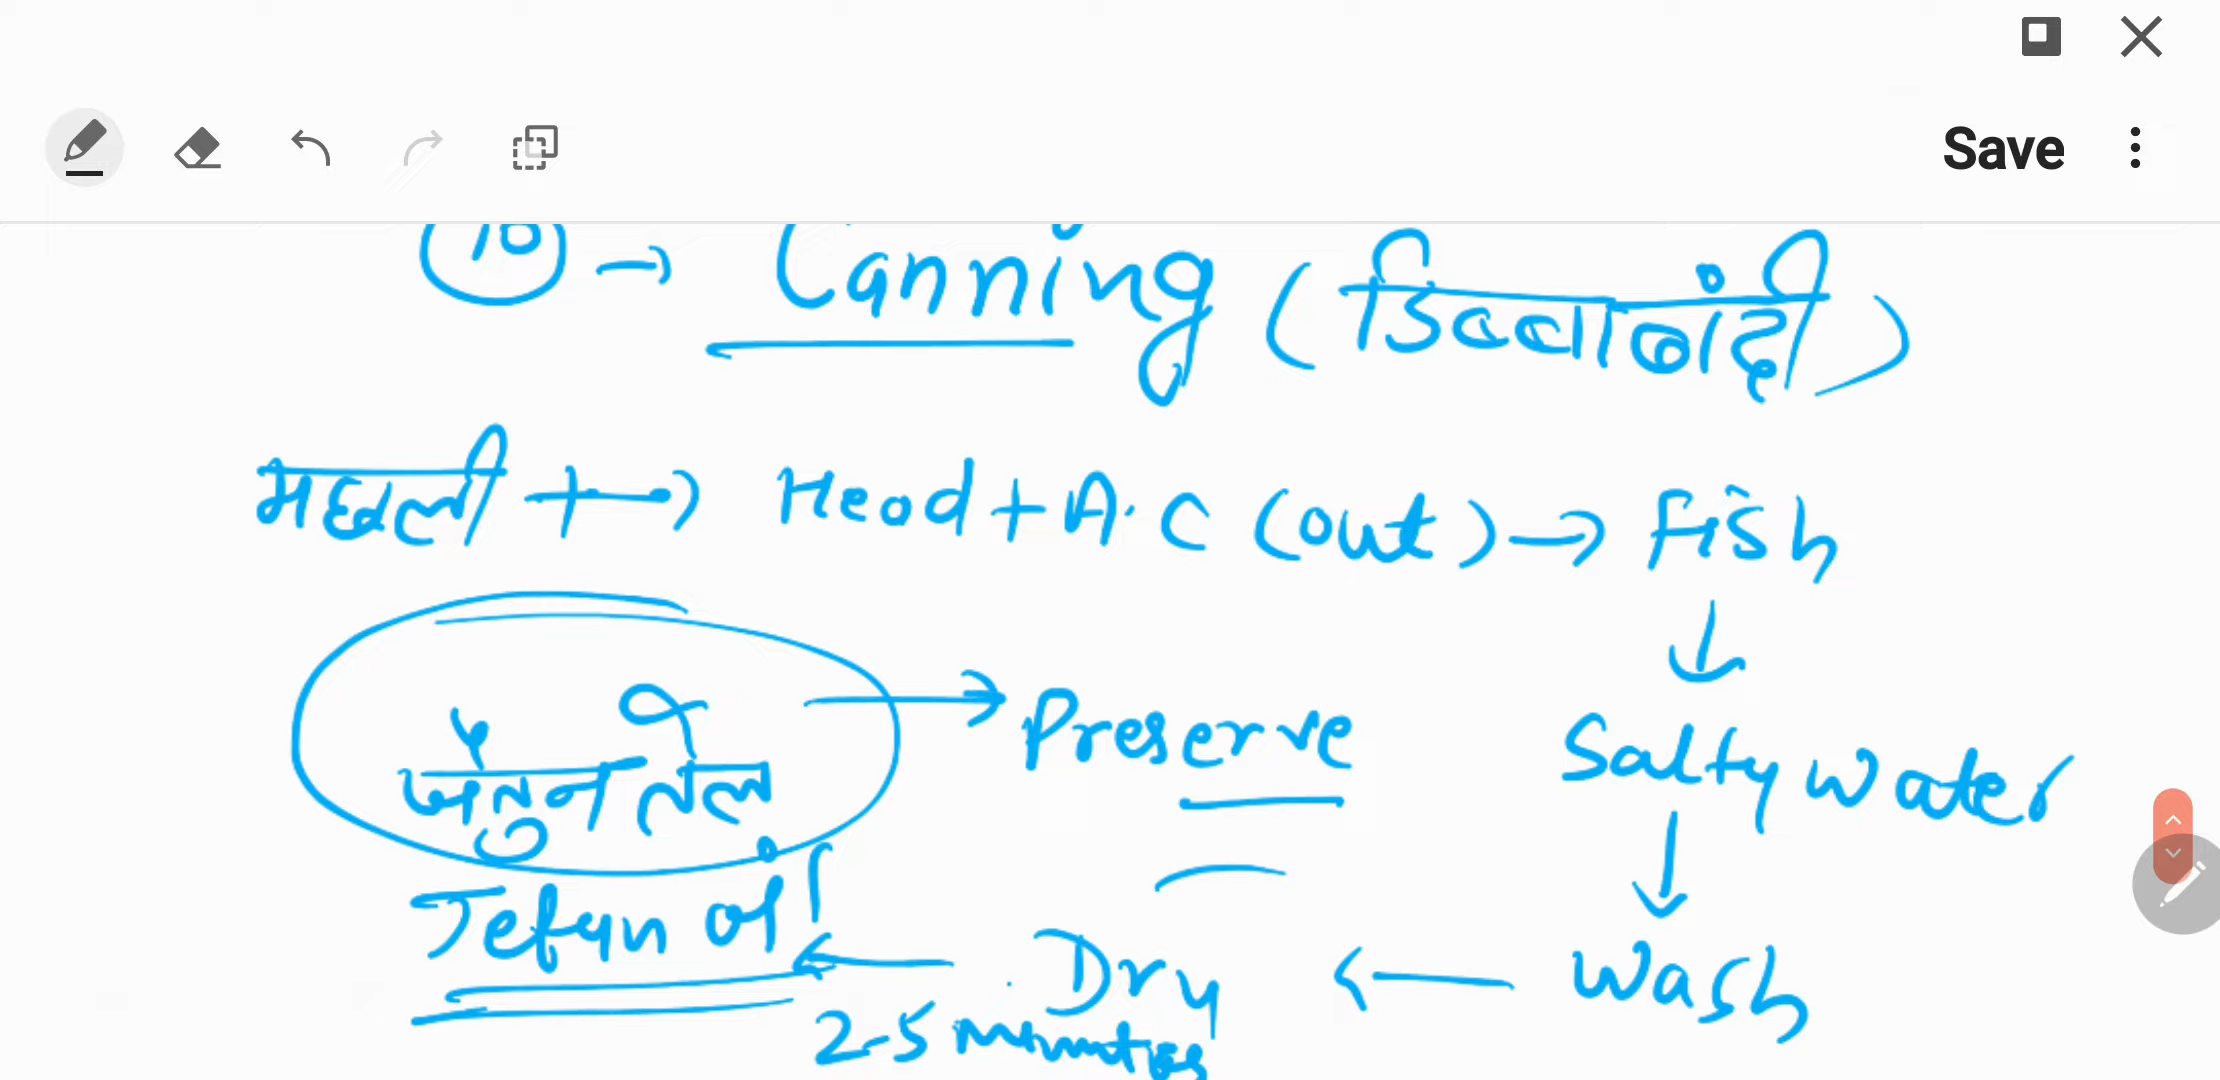 Save
10 → Canning (डिब्बाबंदी)
मछली + → Head + A.C (out) → Fish
↓
जैतुन तेल → Preserve
Salty water
↓
Jetun oil ← Dry ← Wash
2-5 minutes